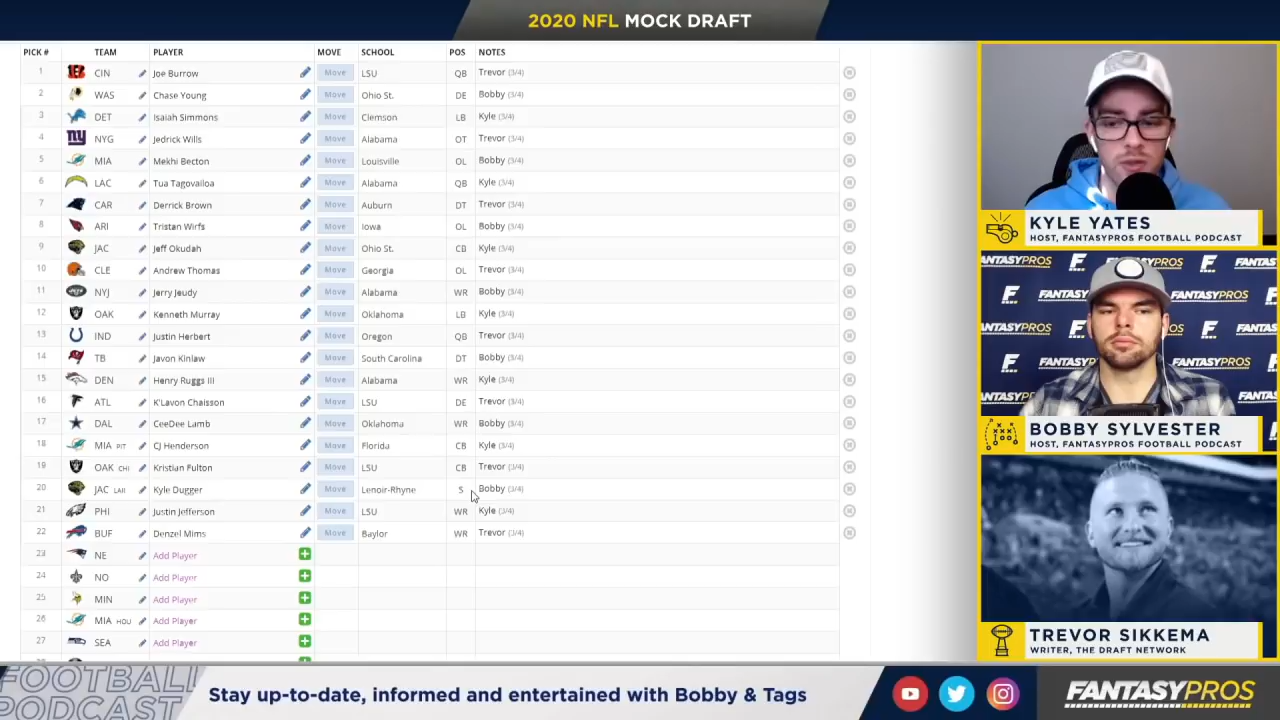 2020 NFL MOCK DRAFT
PICK # TEAM PLAYER MOVE SCHOOL POS NOTES
1 CIN Joe Burrow Move LSU QB Trevor (3/4)
2 WAS Chase Young Move Ohio St. DE Bobby (3/4)
3 DET Isaiah Simmons Move Clemson LB Kyle (3/4)
4 NYG Jedrick Wills Move Alabama OT Trevor (3/4)
5 MIA Mekhi Becton Move Louisville OL Bobby (3/4)
6 LAC Tua Tagovailoa Move Alabama QB Kyle (3/4)
7 CAR Derrick Brown Move Auburn DT Trevor (3/4)
8 ARI Tristan Wirfs Move Iowa OL Bobby (3/4)
9 JAC Jeff Okudah Move Ohio St. CB Kyle (3/4)
10 CLE Andrew Thomas Move Georgia OL Trevor (3/4)
11 NYJ Jerry Jeudy Move Alabama WR Bobby (3/4)
12 OAK Kenneth Murray Move Oklahoma LB Kyle (3/4)
13 IND Justin Herbert Move Oregon QB Trevor (3/4)
14 TB Javon Kinlaw Move South Carolina DT Bobby (3/4)
15 DEN Henry Ruggs III Move Alabama WR Kyle (3/4)
16 ATL K'Lavon Chaisson Move LSU DE Trevor (3/4)
17 DAL CeeDee Lamb Move Oklahoma WR Bobby (3/4)
18 MIA PIT CJ Henderson Move Florida CB Kyle (3/4)
19 OAK CHI Kristian Fulton Move LSU CB Trevor (3/4)
20 JAC LAR Kyle Dugger Move Lenoir-Rhyne S Bobby (3/4)
21 PHI Justin Jefferson Move LSU WR Kyle (3/4)
22 BUF Denzel Mims Move Baylor WR Trevor (3/4)
23 NE Add Player
24 NO Add Player
25 MIN Add Player
26 MIA HOU Add Player
27 SEA Add Player
KYLE YATES
HOST, FANTASYPROS FOOTBALL PODCAST
FANTASYPROS
FANTASYPROS
FANTASYPROS
BOBBY SYLVESTER
HOST, FANTASYPROS FOOTBALL PODCAST
TREVOR SIKKEMA
WRITER, THE DRAFT NETWORK
FOOTBALL
PODCAST
Stay up-to-date, informed and entertained with Bobby & Tags
FANTASYPROS